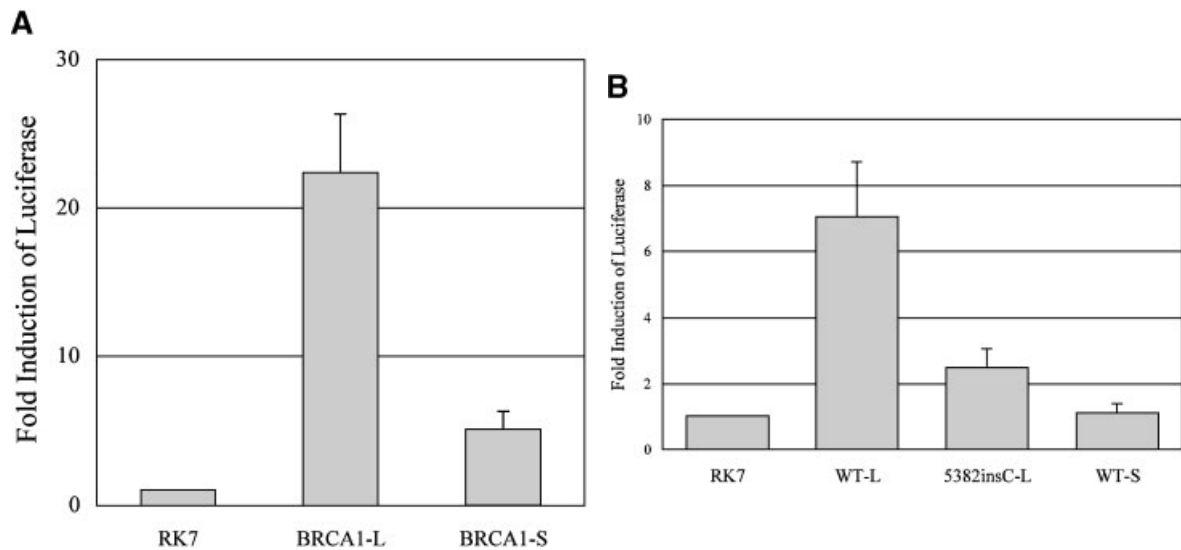 A
Fold Induction of Luciferase
30
20
10
0
RK7 BRCA1-L BRCA1-S
B
Fold Induction of Luciferase
10
8
6
4
2
0
RK7 WT-L 5382insC-L WT-S